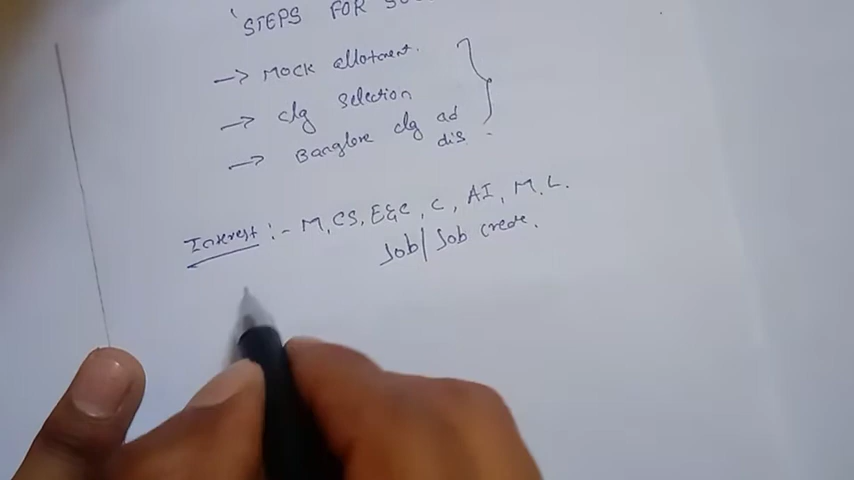 'STEPS FOR
→ MOCK allotment.
→ clg selection
→ Banglore clg ad
dis.
Interest :- M, CS, E&C, C, AI, M.L.
Job/ Job create.